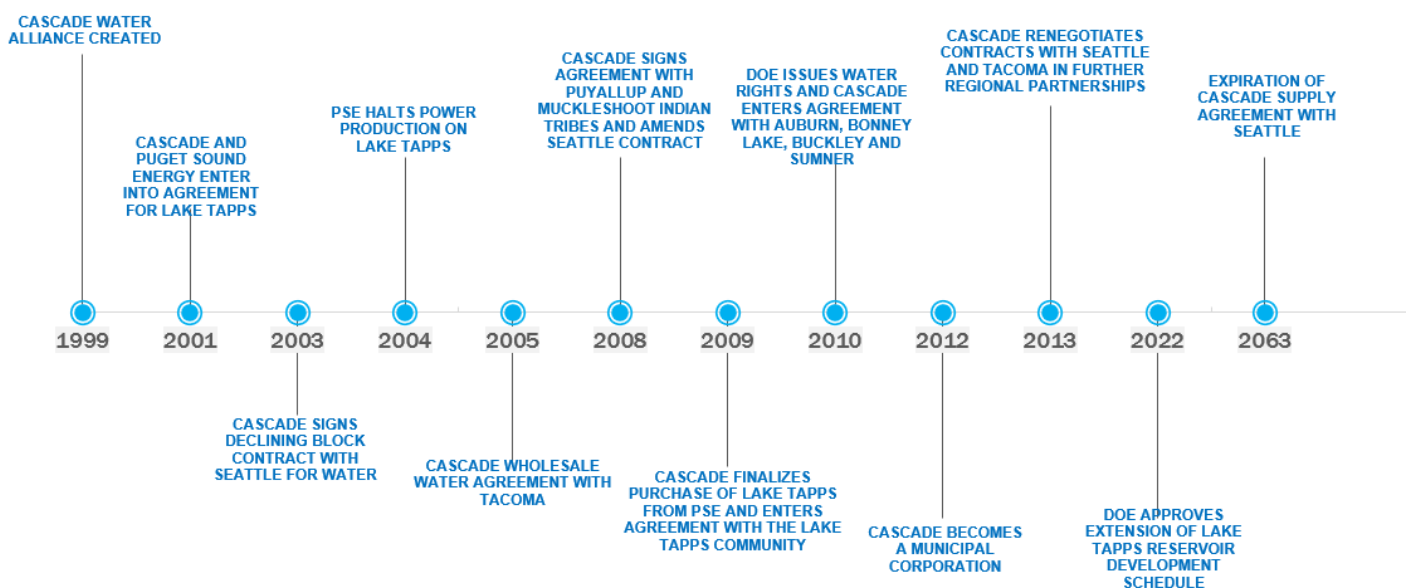 CASCADE WATER
ALLIANCE CREATED
CASCADE AND
PUGET SOUND
ENERGY ENTER
INTO AGREEMENT
FOR LAKE TAPPS
PSE HALTS POWER
PRODUCTION ON
LAKE TAPPS
CASCADE SIGNS
AGREEMENT WITH
PUYALLUP AND
MUCKLESHOOT INDIAN
TRIBES AND AMENDS
SEATTLE CONTRACT
DOE ISSUES WATER
RIGHTS AND CASCADE
ENTERS AGREEMENT
WITH AUBURN, BONNEY
LAKE, BUCKLEY AND
SUMNER
CASCADE RENEGOTIATES
CONTRACTS WITH SEATTLE
AND TACOMA IN FURTHER
REGIONAL PARTNERSHIPS
EXPIRATION OF
CASCADE SUPPLY
AGREEMENT WITH
SEATTLE
1999 2001 2003 2004 2005 2008 2009 2010 2012 2013 2022 2063
CASCADE SIGNS
DECLINING BLOCK
CONTRACT WITH
SEATTLE FOR WATER
CASCADE WHOLESALE
WATER AGREEMENT WITH
TACOMA
CASCADE FINALIZES
PURCHASE OF LAKE TAPPS
FROM PSE AND ENTERS
AGREEMENT WITH THE LAKE
TAPPS COMMUNITY
CASCADE BECOMES
A MUNICIPAL
CORPORATION
DOE APPROVES
EXTENSION OF LAKE
TAPPS RESERVOIR
DEVELOPMENT
SCHEDULE